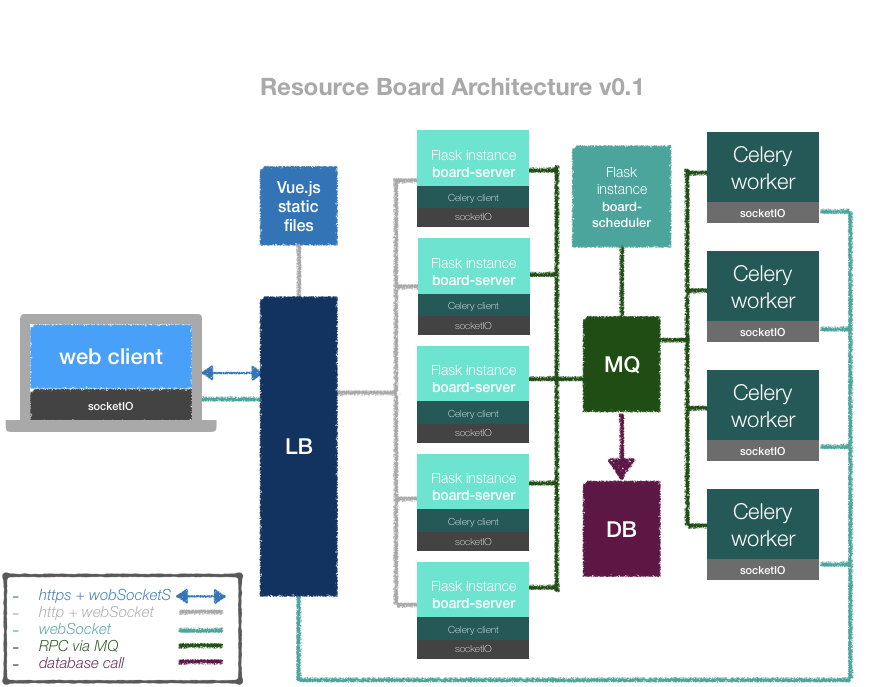 Resource Board Architecture v0.1
Vue.js
static
files
web client
socketIO
LB
Flask instance
board-server
Celery client
socketIO
Flask instance
board-server
Celery client
socketIO
Flask instance
board-server
Celery client
socketIO
Flask instance
board-server
Celery client
socketIO
Flask instance
board-server
Celery client
socketIO
Flask
instance
board-
scheduler
MQ
DB
Celery
worker
socketIO
Celery
worker
socketIO
Celery
worker
socketIO
Celery
worker
socketIO
- https + wobSocketS
- http + webSocket
- webSocket
- RPC via MQ
- database call